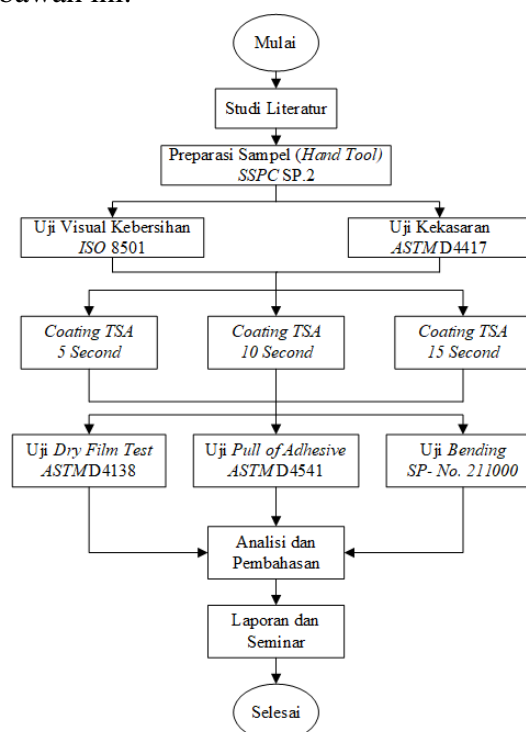 bawah ini.
Mulai
Studi Literatur
Preparasi Sampel (Hand Tool)
SSPC SP.2
Uji Visual Kebersihan
ISO 8501
Uji Kekasaran
ASTM D4417
Coating TSA
5 Second
Coating TSA
10 Second
Coating TSA
15 Second
Uji Dry Film Test
ASTM D4138
Uji Pull of Adhesive
ASTM D4541
Uji Bending
SP- No. 211000
Analisi dan
Pembahasan
Laporan dan
Seminar
Selesai